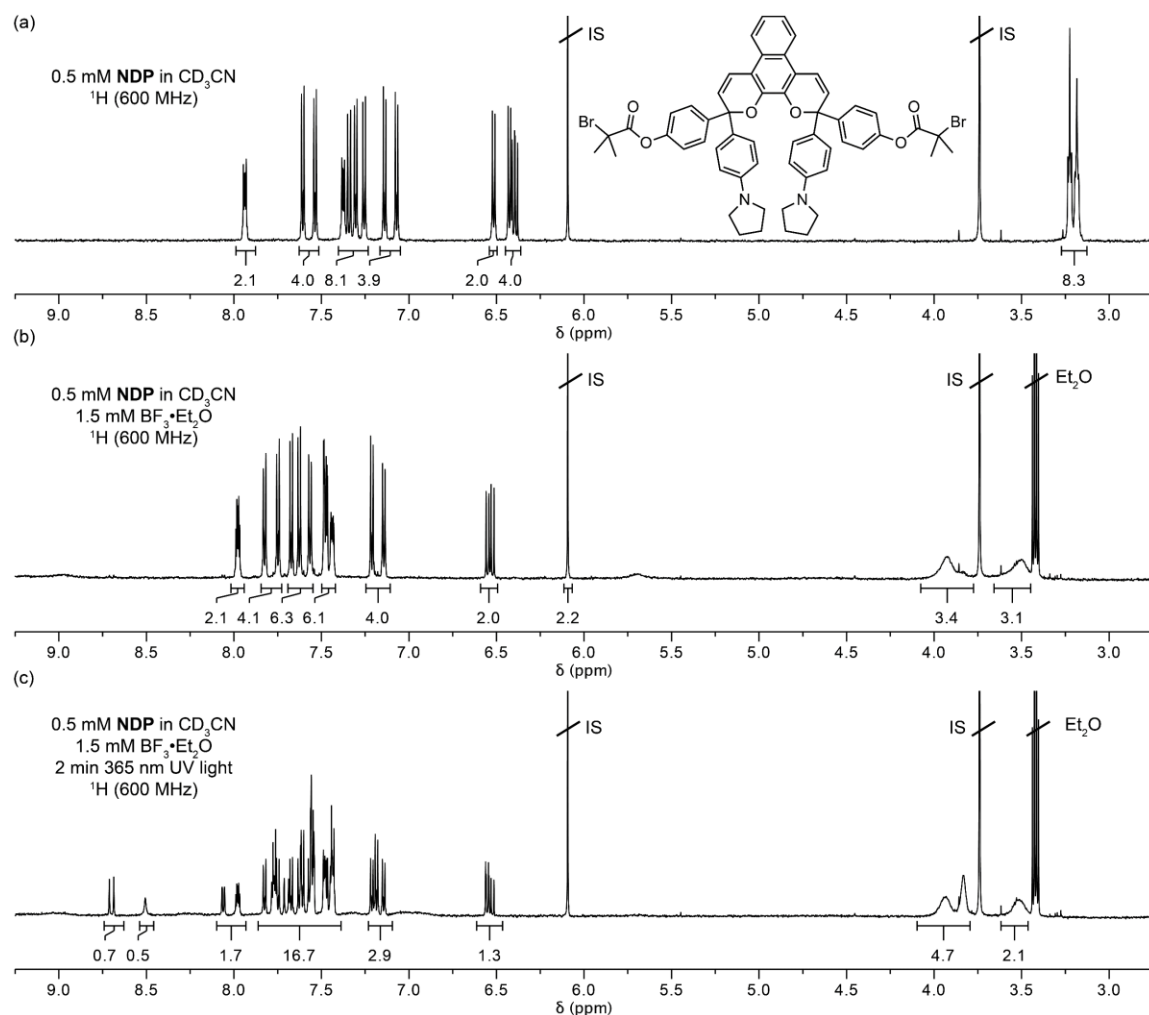 (a)
0.5 mM NDP in CD₃CN
¹H (600 MHz)
IS
IS
Br
O
O
O
O
O
O
Br
N
N
2.1
4.0
8.1
3.9
2.0
4.0
8.3
9.0 8.5 8.0 7.5 7.0 6.5 6.0 5.5 5.0 4.5 4.0 3.5 3.0
δ (ppm)
(b)
0.5 mM NDP in CD₃CN
1.5 mM BF₃•Et₂O
¹H (600 MHz)
IS
IS
Et₂O
2.1
4.1
6.3
6.1
4.0
2.0
2.2
3.4
3.1
9.0 8.5 8.0 7.5 7.0 6.5 6.0 5.5 5.0 4.5 4.0 3.5 3.0
δ (ppm)
(c)
0.5 mM NDP in CD₃CN
1.5 mM BF₃•Et₂O
2 min 365 nm UV light
¹H (600 MHz)
IS
IS
Et₂O
0.7
0.5
1.7
16.7
2.9
1.3
4.7
2.1
9.0 8.5 8.0 7.5 7.0 6.5 6.0 5.5 5.0 4.5 4.0 3.5 3.0
δ (ppm)